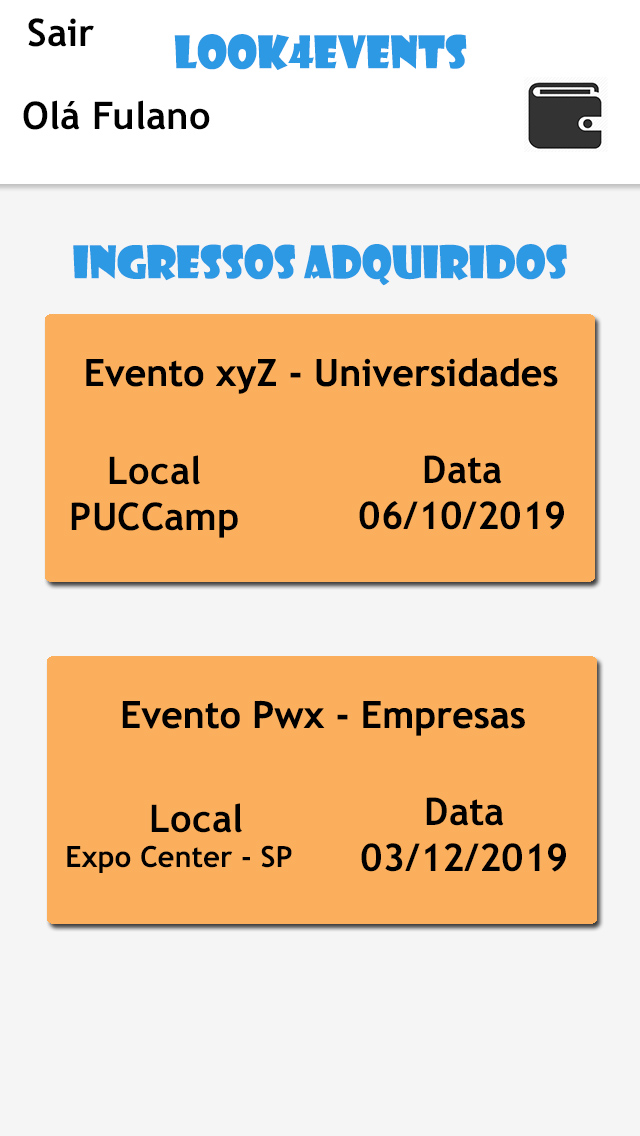 Sair
LOOK4EVENTS
Olá Fulano
INGRESSOS ADQUIRIDOS
Evento xyZ - Universidades
Local
PUCCamp
Data
06/10/2019
Evento Pwx - Empresas
Local
Expo Center - SP
Data
03/12/2019